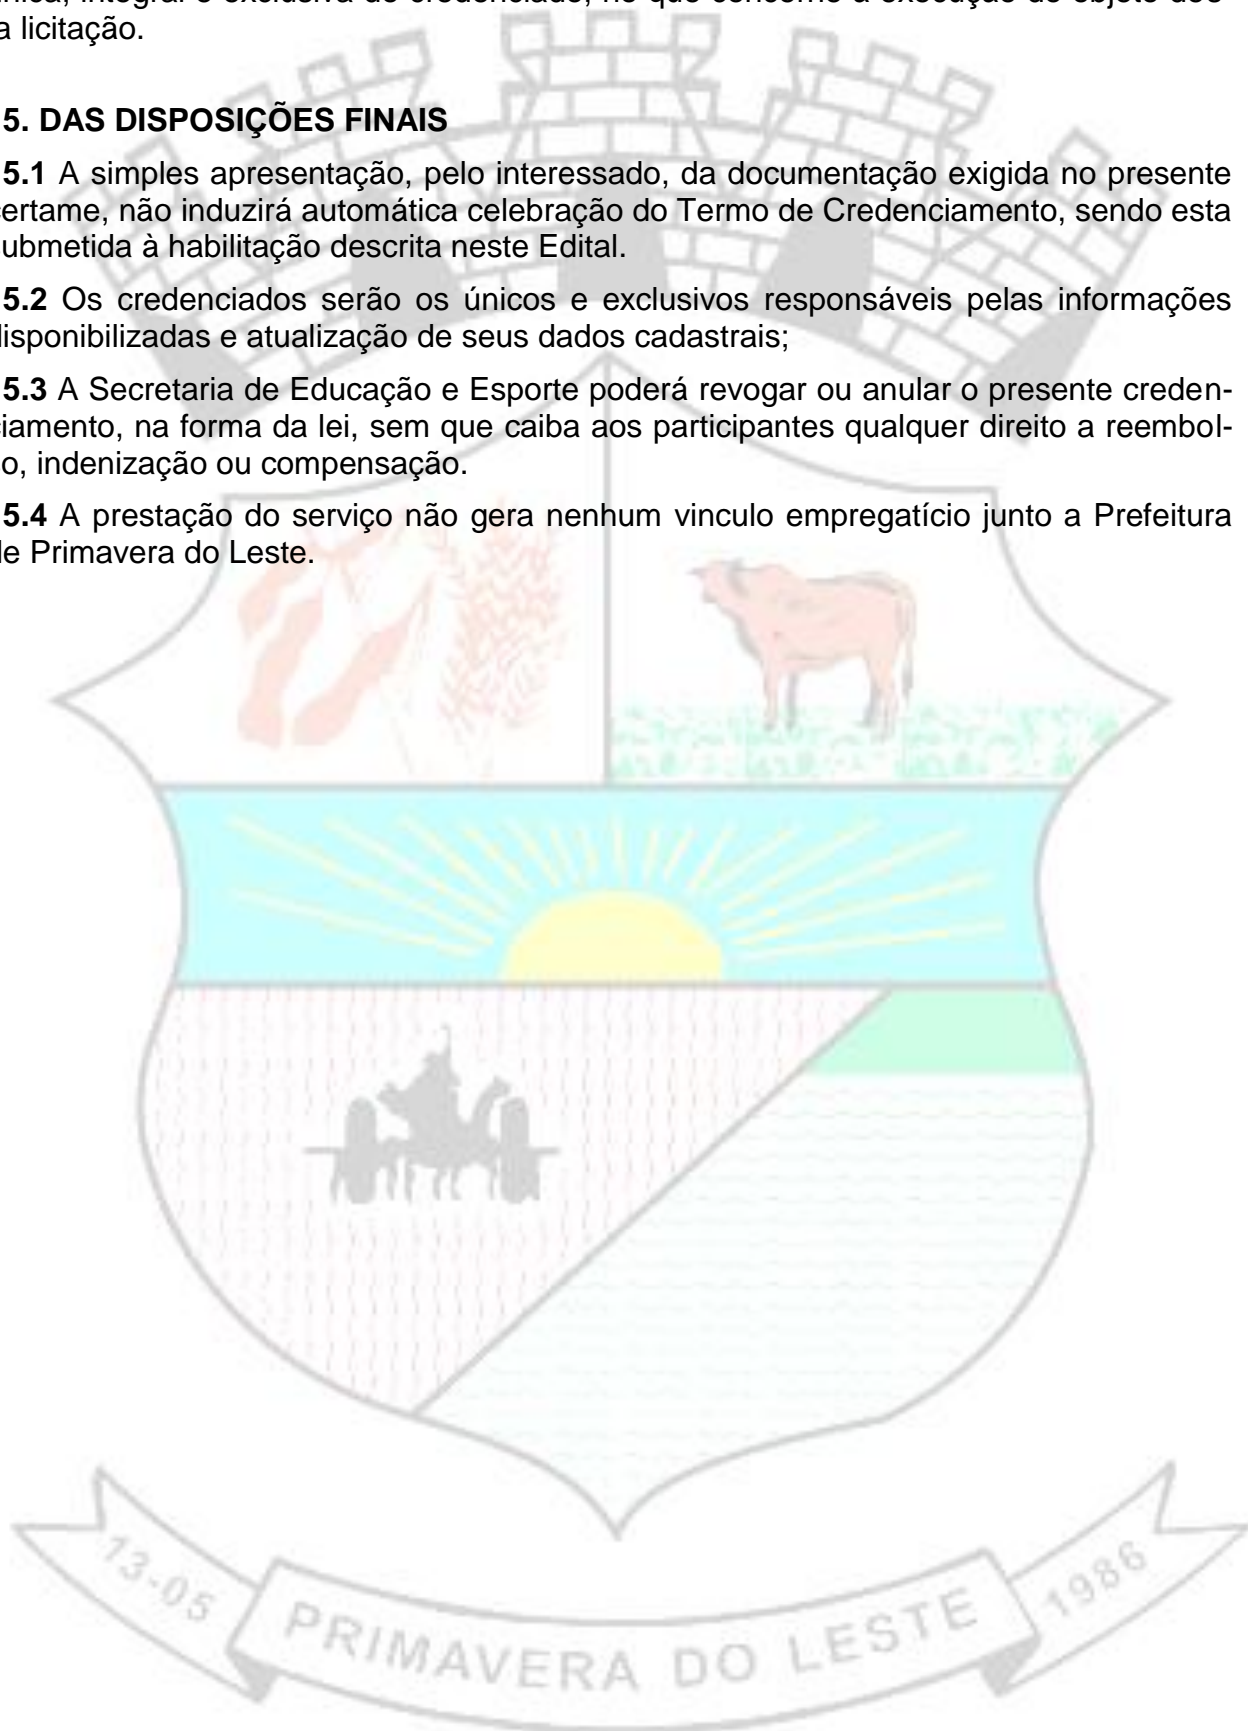 integral e exclusiva do credenciado, no que concerne a execução do objeto des-
a licitação.
5. DAS DISPOSIÇÕES FINAIS
5.1 A simples apresentação, pelo interessado, da documentação exigida no presente
certame, não induzirá automática celebração do Termo de Credenciamento, sendo esta
submetida à habilitação descrita neste Edital.
5.2 Os credenciados serão os únicos e exclusivos responsáveis pelas informações
disponibilizadas e atualização de seus dados cadastrais;
5.3 A Secretaria de Educação e Esporte poderá revogar ou anular o presente creden-
ciamento, na forma da lei, sem que caiba aos participantes qualquer direito a reembol-
o, indenização ou compensação.
5.4 A prestação do serviço não gera nenhum vinculo empregatício junto a Prefeitura
de Primavera do Leste.
13-05
PRIMAVERA DO LESTE
1986